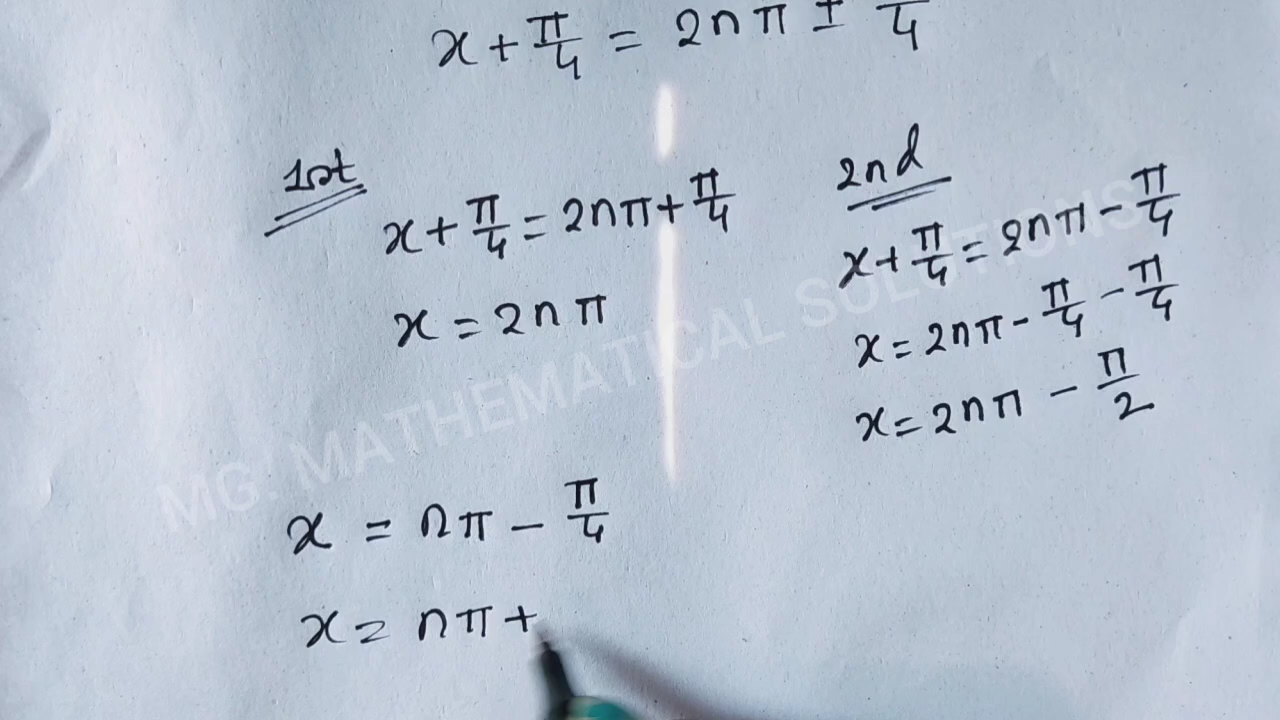 x + π/4 = 2nπ ± π/4
1st
x + π/4 = 2nπ + π/4
x = 2nπ
2nd
x + π/4 = 2nπ - π/4
x = 2nπ - π/4 - π/4
x = 2nπ - π/2
x = nπ - π/4
x = nπ +
MG. MATHEMATICAL SOLUTIONS